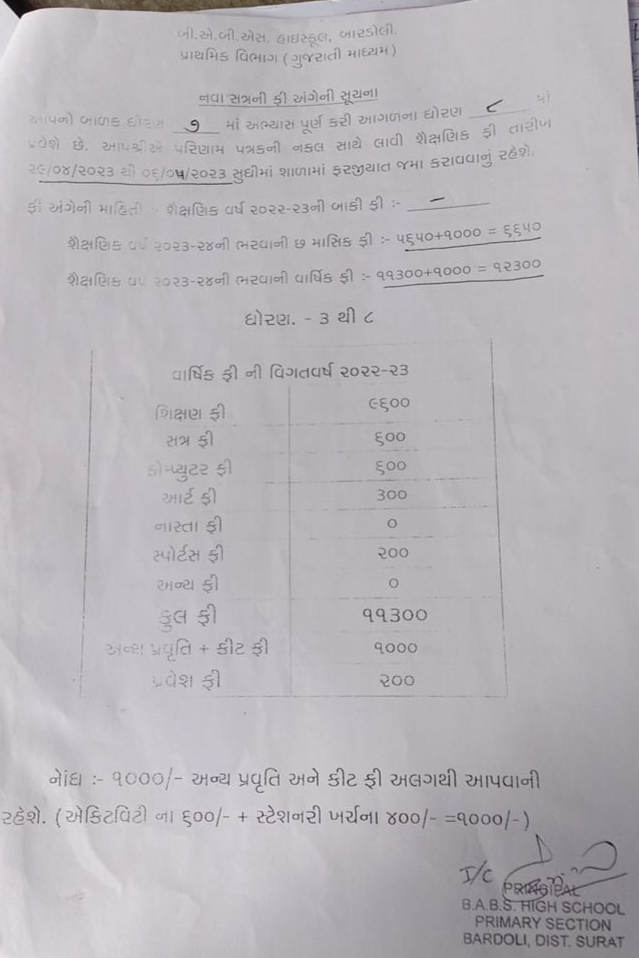 બી.એ.બી.એસ. હાઇસ્કૂલ, બારડોલી.
પ્રાથમિક વિભાગ (ગુજરાતી માધ્યમ)
નવા સત્રની ફી અંગેની સૂચના
આપનો બાળક ધોરણ ૭ માં અભ્યાસ પૂર્ણ કરી આગળના ધોરણ ૮ માં
પ્રવેશે છે. આપશ્રીએ પરિણામ પત્રકની નકલ સાથે લાવી શૈક્ષણિક ફી તારીખ
૨૯/૦૪/૨૦૨૩ થી ૦૬/૦૫/૨૦૨૩ સુધીમાં શાળામાં ફરજીયાત જમા કરાવવાનું રહેશે.
ફી અંગેની માહિતી :- શૈક્ષણિક વર્ષ ૨૦૨૨-૨૩ની બાકી ફી :- —
શૈક્ષણિક વર્ષ ૨૦૨૩-૨૪ની ભરવાની છ માસિક ફી :- ૫૬૫૦+૧૦૦૦ = ૬૬૫૦
શૈક્ષણિક વર્ષ ૨૦૨૩-૨૪ની ભરવાની વાર્ષિક ફી :- ૧૧૩૦૦+૧૦૦૦ = ૧૨૩૦૦
ધોરણ. - ૩ થી ૮
વાર્ષિક ફી ની વિગતવર્ષ ૨૦૨૨-૨૩
શિક્ષણ ફી ૯૬૦૦
સત્ર ફી ૬૦૦
કોમ્પ્યુટર ફી ૬૦૦
આર્ટ ફી ૩૦૦
નાસ્તા ફી ૦
સ્પોર્ટસ ફી ૨૦૦
અન્ય ફી ૦
કુલ ફી ૧૧૩૦૦
અન્ય પ્રવૃતિ + કીટ ફી ૧૦૦૦
પ્રવેશ ફી ૨૦૦
નોંધ :- ૧૦૦૦/- અન્ય પ્રવૃતિ અને કીટ ફી અલગથી આપવાની
રહેશે. (એકિટવિટી ના ૬૦૦/- + સ્ટેશનરી ખર્ચના ૪૦૦/- =૧૦૦૦/-)
I/C
PRINCIPAL
B.A.B.S. HIGH SCHOOL
PRIMARY SECTION
BARDOLI, DIST. SURAT